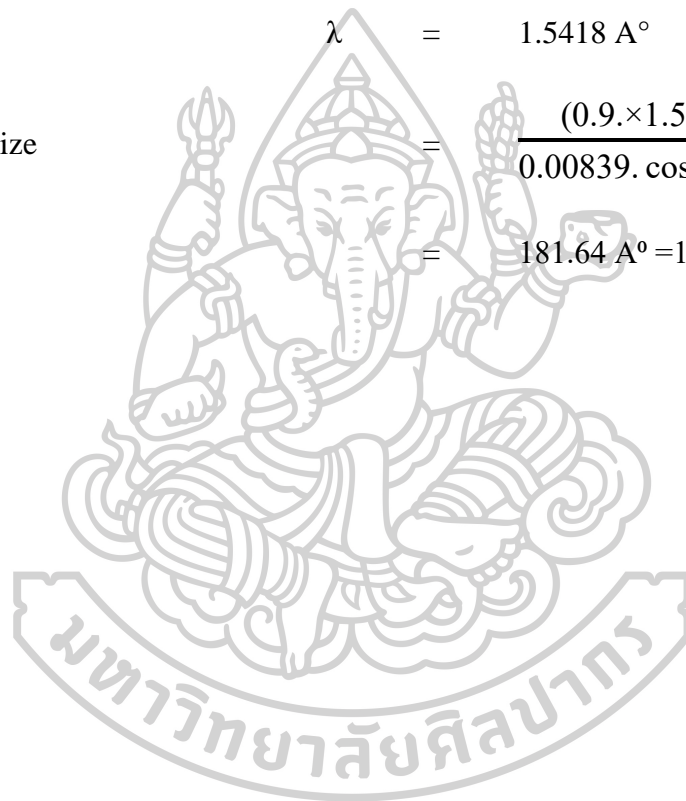 λ = 1.5418 A°
ize = (0.9.×1.5
0.00839. cos
= 181.64 Aº =1
มหาวิทยาลัยศิลปากร